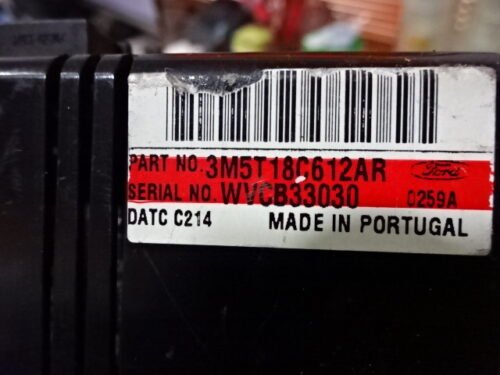 PART NO. 3M5T18C612AR Ford
SERIAL NO. WVCB33030 0259A
DATC C214 MADE IN PORTUGAL